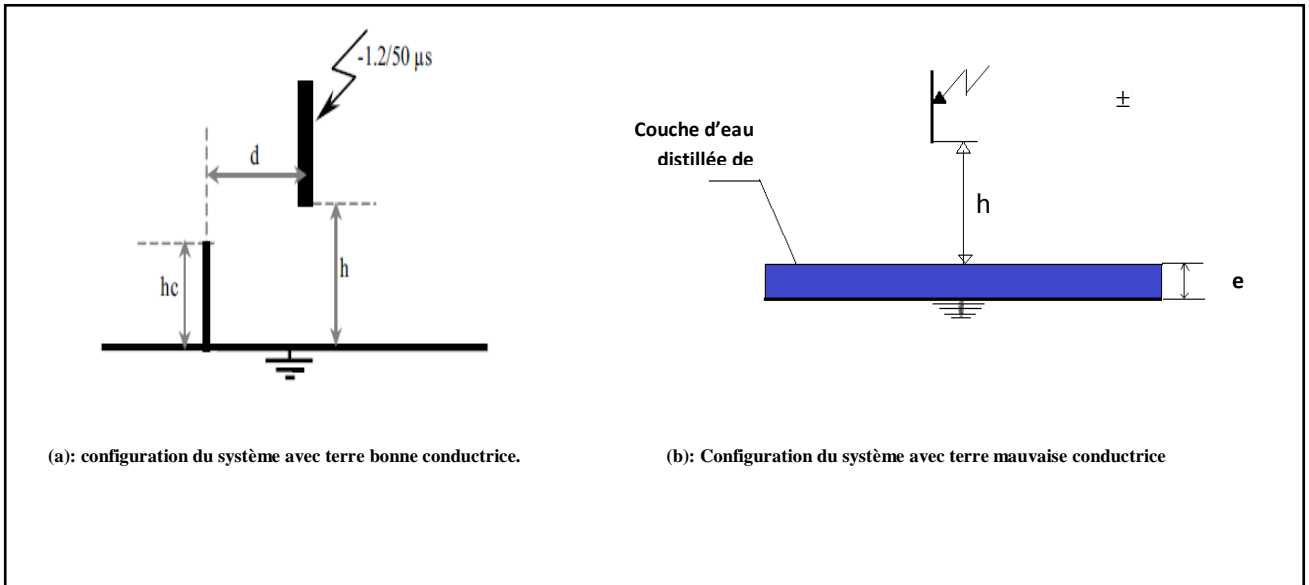 -1.2/50 µs
d
h
hc
±
Couche d'eau
distillée de
h
e
(a): configuration du système avec terre bonne conductrice.
(b): Configuration du système avec terre mauvaise conductrice